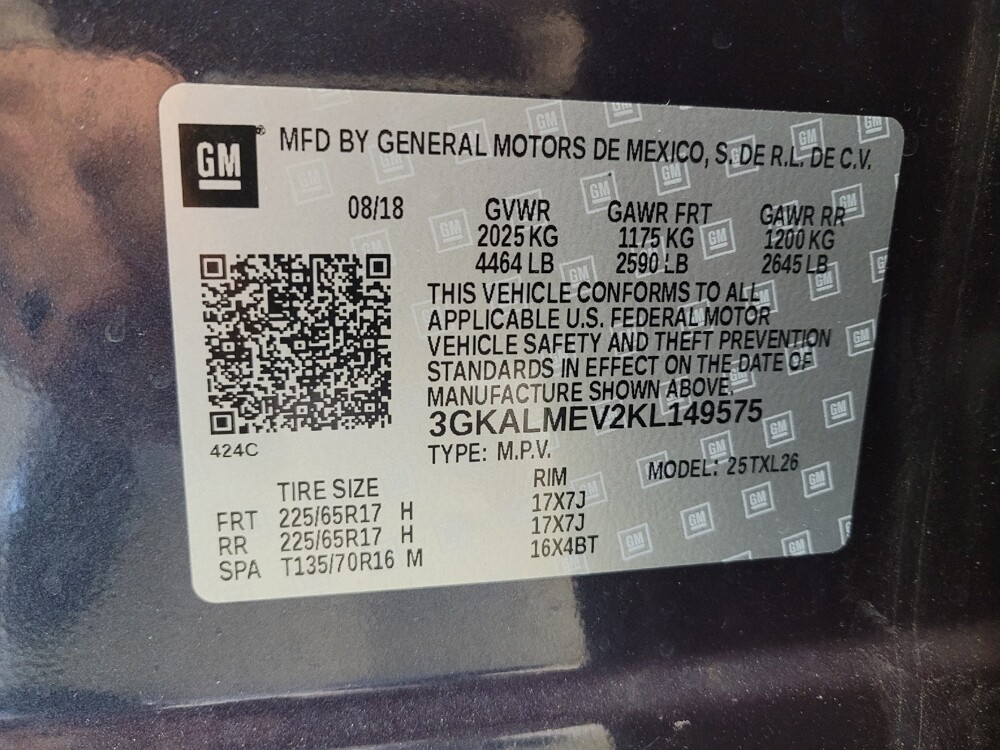 GM ® MFD BY GENERAL MOTORS DE MEXICO, S. DE R.L. DE C.V.
08/18 GVWR GAWR FRT GAWR RR
2025 KG 1175 KG 1200 KG
4464 LB 2590 LB 2645 LB
THIS VEHICLE CONFORMS TO ALL
APPLICABLE U.S. FEDERAL MOTOR
VEHICLE SAFETY AND THEFT PREVENTION
STANDARDS IN EFFECT ON THE DATE OF
MANUFACTURE SHOWN ABOVE.
3GKALMEV2KL149575
424C
TYPE: M.P.V. MODEL: 25TXL26
TIRE SIZE RIM
FRT 225/65R17 H 17X7J
RR 225/65R17 H 17X7J
SPA T135/70R16 M 16X4BT